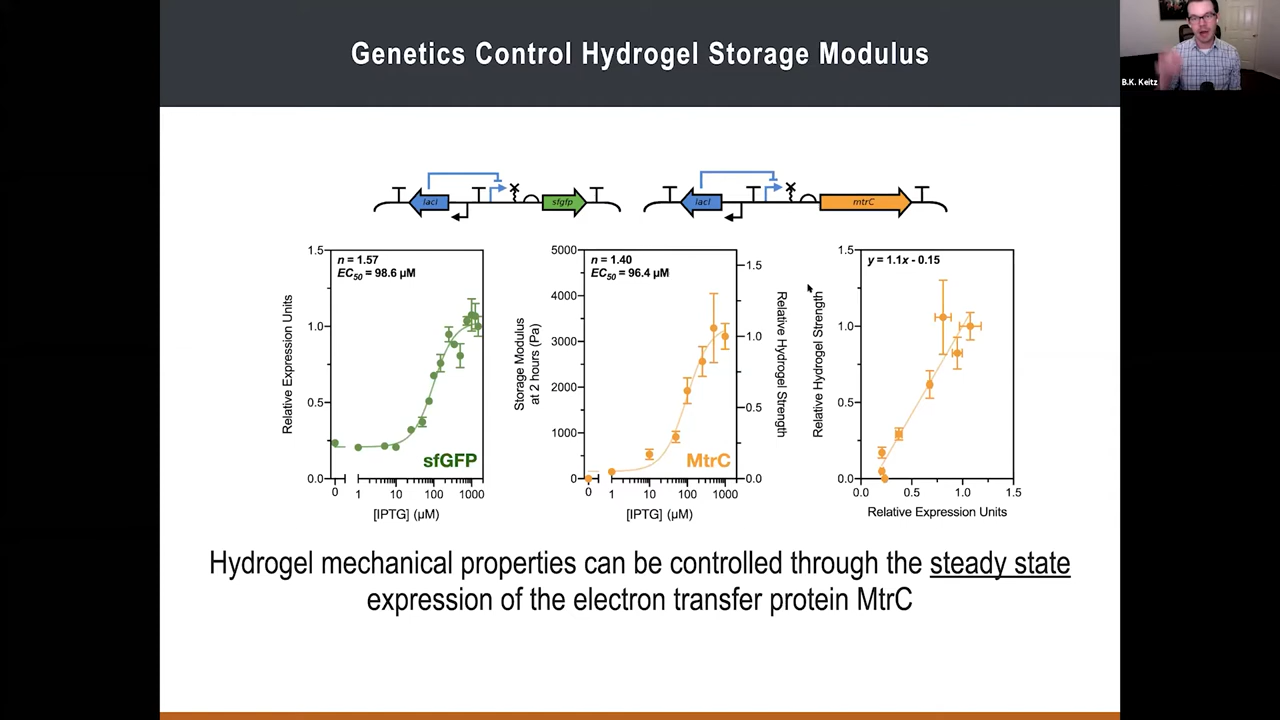 Genetics Control Hydrogel Storage Modulus
B.K. Keitz
lacI
sfgfp
lacI
mtrC
1.5
1.0
0.5
0.0
Relative Expression Units
n = 1.57
EC50 = 98.6 µM
sfGFP
0
1
10
100
1000
[IPTG] (µM)
5000
4000
3000
2000
1000
0
Storage Modulus
at 2 hours (Pa)
n = 1.40
EC50 = 96.4 µM
MtrC
0
1
10
100
1000
[IPTG] (µM)
1.5
1.0
0.5
0.0
Relative Hydrogel Strength
1.5
1.0
0.5
0.0
Relative Hydrogel Strength
y = 1.1x - 0.15
0.0
0.5
1.0
1.5
Relative Expression Units
Hydrogel mechanical properties can be controlled through the steady state
expression of the electron transfer protein MtrC